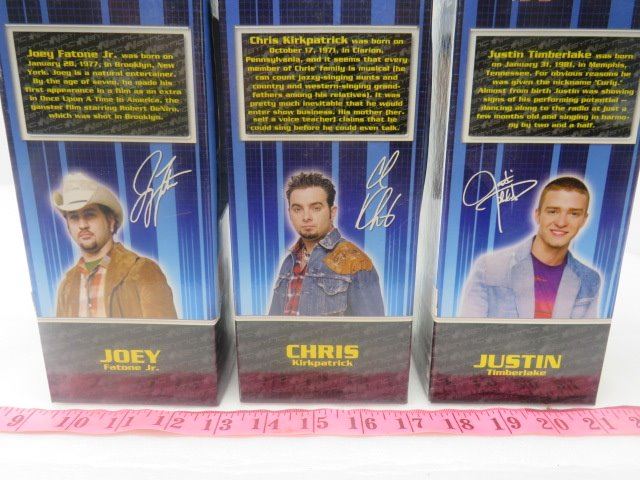 Joey Fatone Jr. was born on
January 28, 1977, in Brooklyn, New
York. Joey is a natural entertainer.
By the age of seven, he made his
first appearance in a film as an extra
in Once Upon A Time In America, the
ganster film starring Robert DeNiro,
which was shot in Brooklyn.
JOEY
Fatone Jr.
Chris Kirkpatrick was born on
October 17, 1971, in Clarion,
Pennsylvania, and it seems that every
member of Chris' family is musical (he
can count jazzy-singing aunts and
country and western-singing grand-
fathers among his relatives). It was
pretty much inevitable that he would
enter show business. His mother (her-
self a voice teacher) claims that he
could sing before he could even talk.
CHRIS
Kirkpatrick
Justin Timberlake was born
on January 31, 1981, in Memphis,
Tennessee. For obvious reasons he
was given the nickname 'Curly.'
Almost from birth Justin was showing
signs of his performing potential -
dancing along to the radio at just a
few months old and singing in harmo-
ny by two and a half.
JUSTIN
Timberlake
9 10 11 12 13 14 15 16 17 18 19 20 21 22